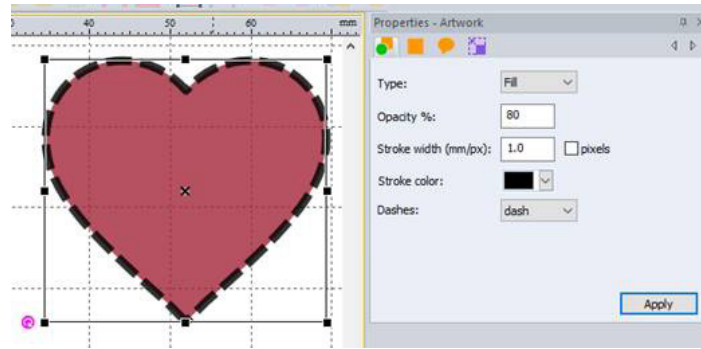 40 50 60 mm
Properties - Artwork
Type: Fill
Opacity %: 80
Stroke width (mm/px): 1.0 pixels
Stroke color:
Dashes: dash
Apply